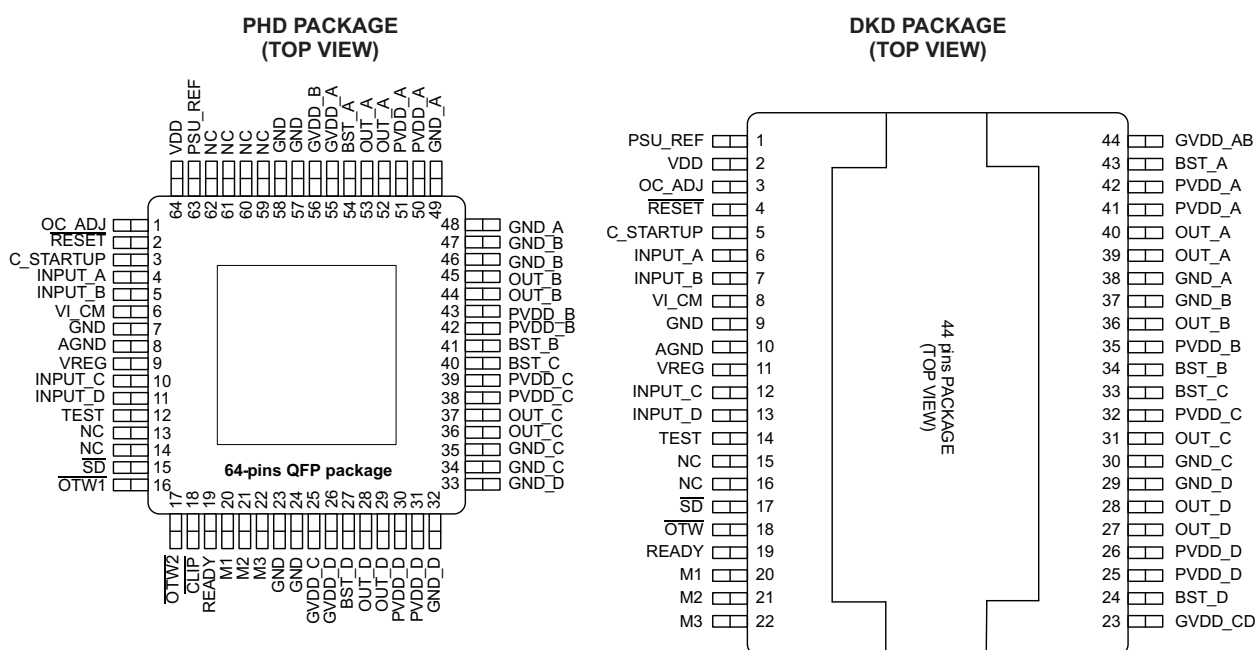 PHD PACKAGE
(TOP VIEW)
VDD
PSU_REF
NC
NC
NC
NC
GND
GND
GVDD_B
GVDD_A
BST_A
OUT_A
OUT_A
PVDD_A
PVDD_A
GND_A
64
63
62
61
60
59
58
57
56
55
54
53
52
51
50
49
OC_ADJ 1
RESET 2
C_STARTUP 3
INPUT_A 4
INPUT_B 5
VI_CM 6
GND 7
AGND 8
VREG 9
INPUT_C 10
INPUT_D 11
TEST 12
NC 13
NC 14
SD 15
OTW1 16
48 GND_A
47 GND_B
46 GND_B
45 OUT_B
44 OUT_B
43 PVDD_B
42 PVDD_B
41 BST_B
40 BST_C
39 PVDD_C
38 PVDD_C
37 OUT_C
36 OUT_C
35 GND_C
34 GND_C
33 GND_D
64-pins QFP package
17
18
19
20
21
22
23
24
25
26
27
28
29
30
31
32
OTW2
CLIP
READY
M1
M2
M3
GND
GND
GVDD_C
GVDD_D
BST_D
OUT_D
OUT_D
PVDD_D
PVDD_D
GND_D
DKD PACKAGE
(TOP VIEW)
PSU_REF 1
VDD 2
OC_ADJ 3
RESET 4
C_STARTUP 5
INPUT_A 6
INPUT_B 7
VI_CM 8
GND 9
AGND 10
VREG 11
INPUT_C 12
INPUT_D 13
TEST 14
NC 15
NC 16
SD 17
OTW 18
READY 19
M1 20
M2 21
M3 22
44 pins PACKAGE
(TOP VIEW)
44 GVDD_AB
43 BST_A
42 PVDD_A
41 PVDD_A
40 OUT_A
39 OUT_A
38 GND_A
37 GND_B
36 OUT_B
35 PVDD_B
34 BST_B
33 BST_C
32 PVDD_C
31 OUT_C
30 GND_C
29 GND_D
28 OUT_D
27 OUT_D
26 PVDD_D
25 PVDD_D
24 BST_D
23 GVDD_CD